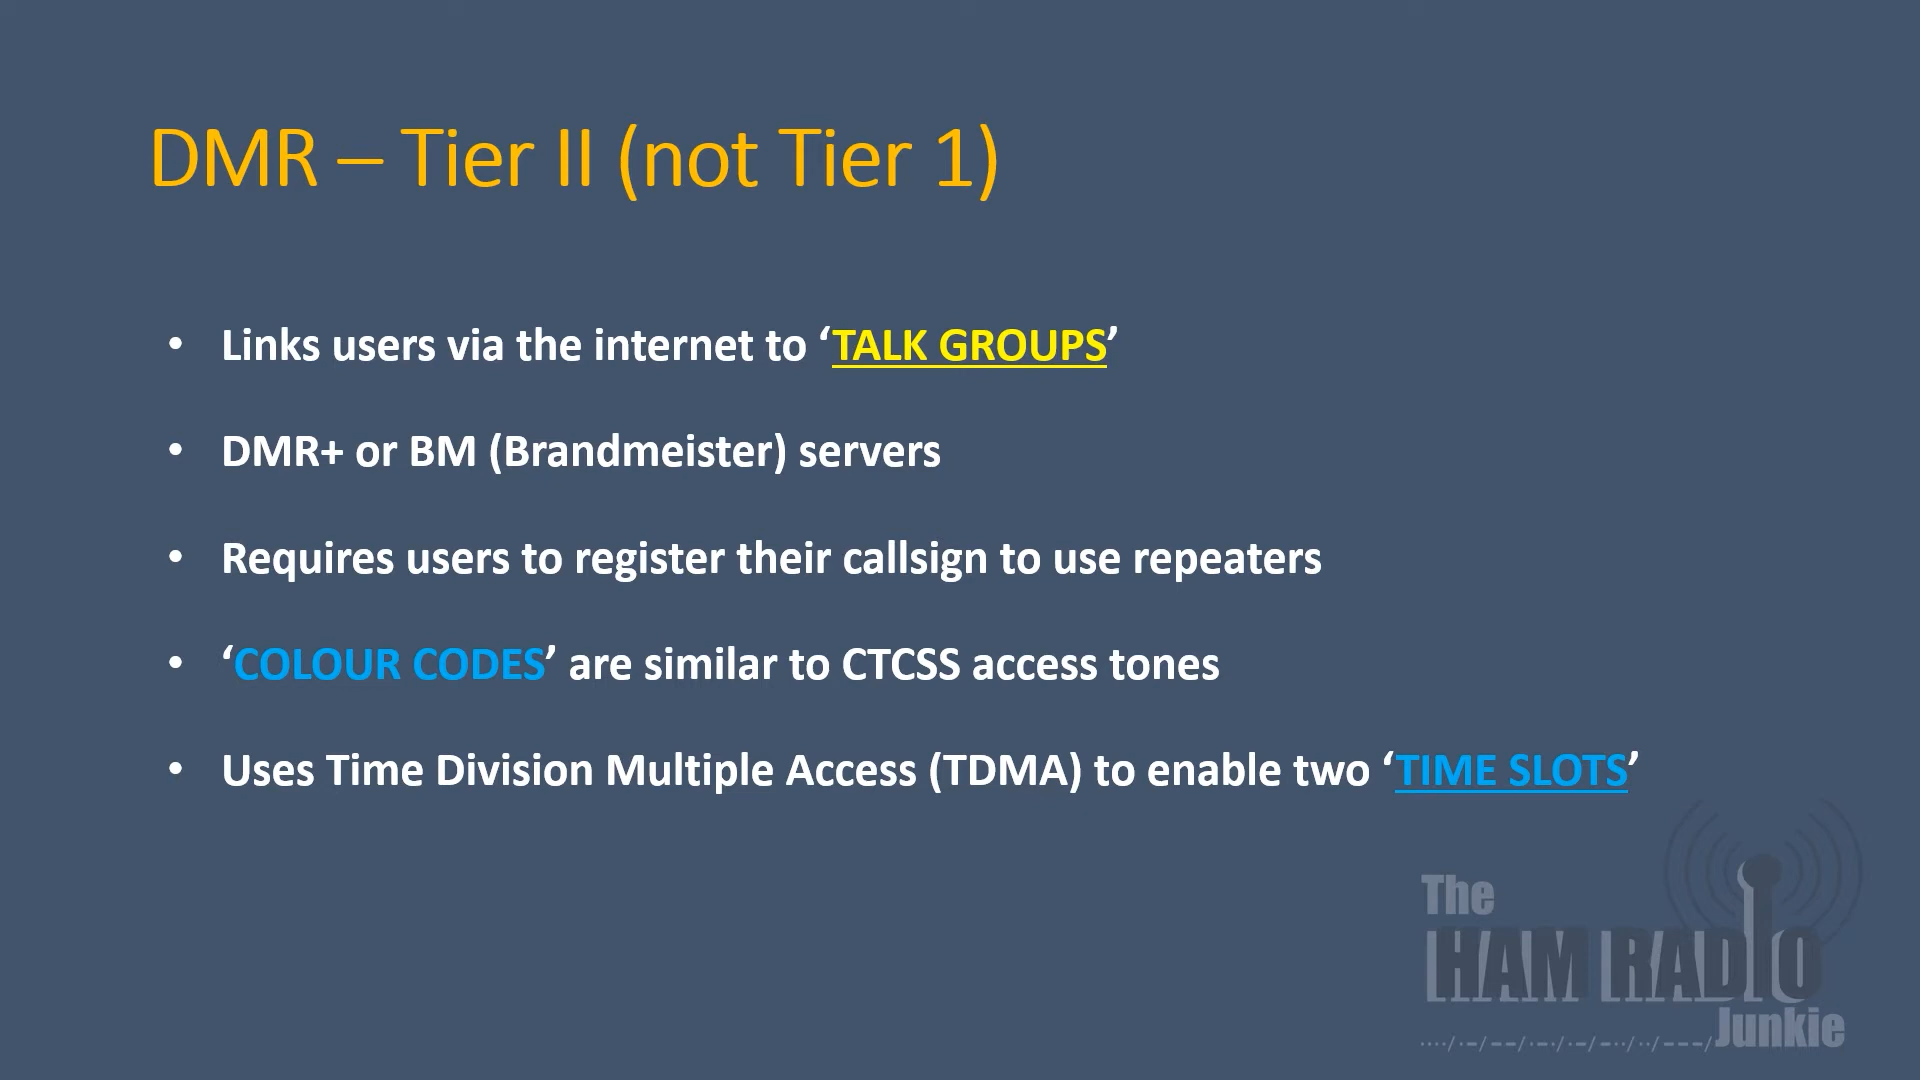 DMR – Tier II (not Tier 1)
• Links users via the internet to ‘TALK GROUPS’
• DMR+ or BM (Brandmeister) servers
• Requires users to register their callsign to use repeaters
• ‘COLOUR CODES’ are similar to CTCSS access tones
• Uses Time Division Multiple Access (TDMA) to enable two ‘TIME SLOTS’
The
HAM RADIO
Junkie
····/·–/––/·–·/·–/–··/··/–––/